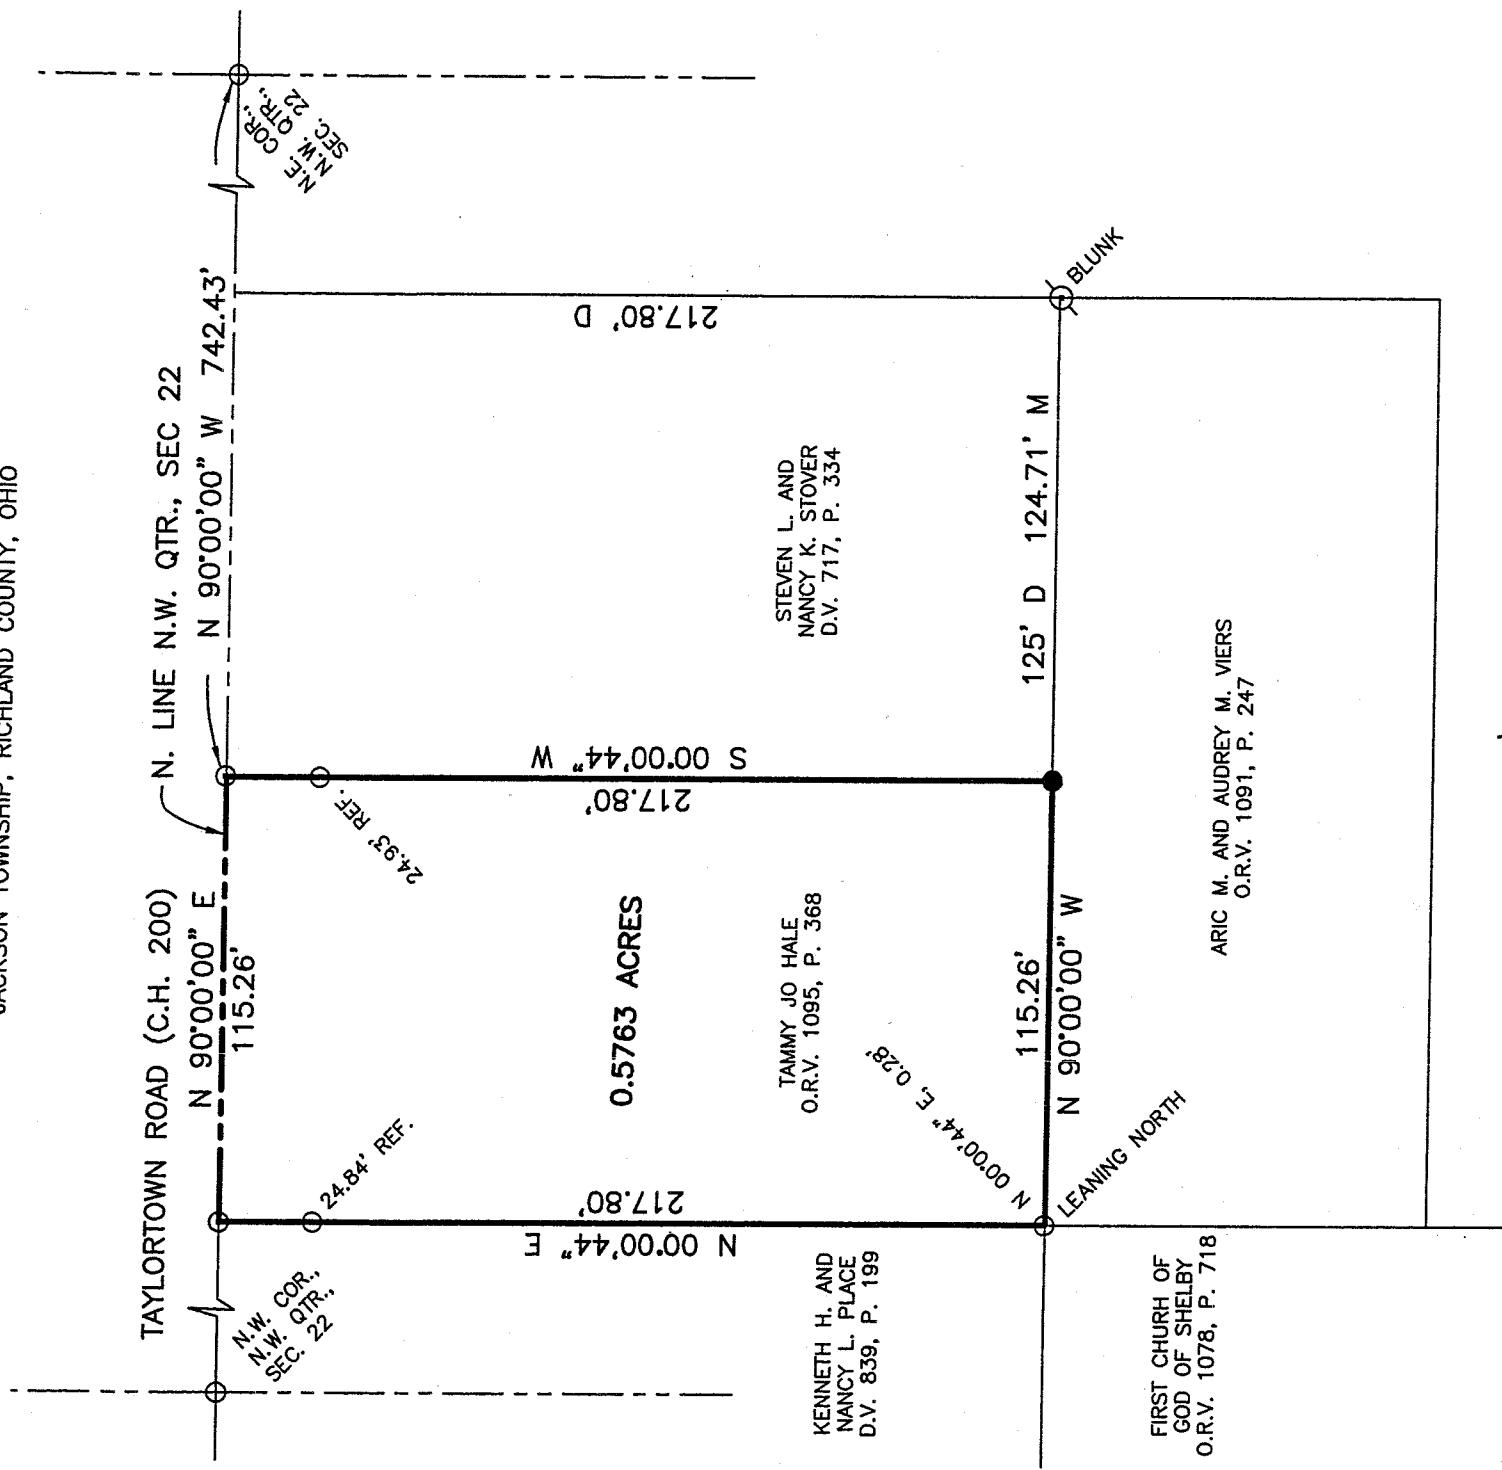 JACKSON TOWNSHIP, RICHLAND COUNTY, OHIO
N. LINE N.W. QTR., SEC 22
TAYLORTOWN ROAD (C.H. 200)
N 90°00'00" E
115.26'
N 90°00'00" W 742.43'
N.W. COR.,
N.W. QTR.,
SEC. 22
N.E. COR.,
N.W. QTR.,
SEC. 22
24.84' REF.
24.93' REF.
N 00°00'44" E
217.80'
0.5763 ACRES
217.80'
S 00°00'44" W
217.80' D
TAMMY JO HALE
O.R.V. 1095, P. 368
STEVEN L. AND
NANCY K. STOVER
D.V. 717, P. 334
KENNETH H. AND
NANCY L. PLACE
D.V. 839, P. 199
N 00°00'44" E, 0.28'
115.26'
N 90°00'00" W
125' D 124.71' M
LEANING NORTH
BLUNK
FIRST CHURH OF
GOD OF SHELBY
O.R.V. 1078, P. 718
ARIC M. AND AUDREY M. VIERS
O.R.V. 1091, P. 247